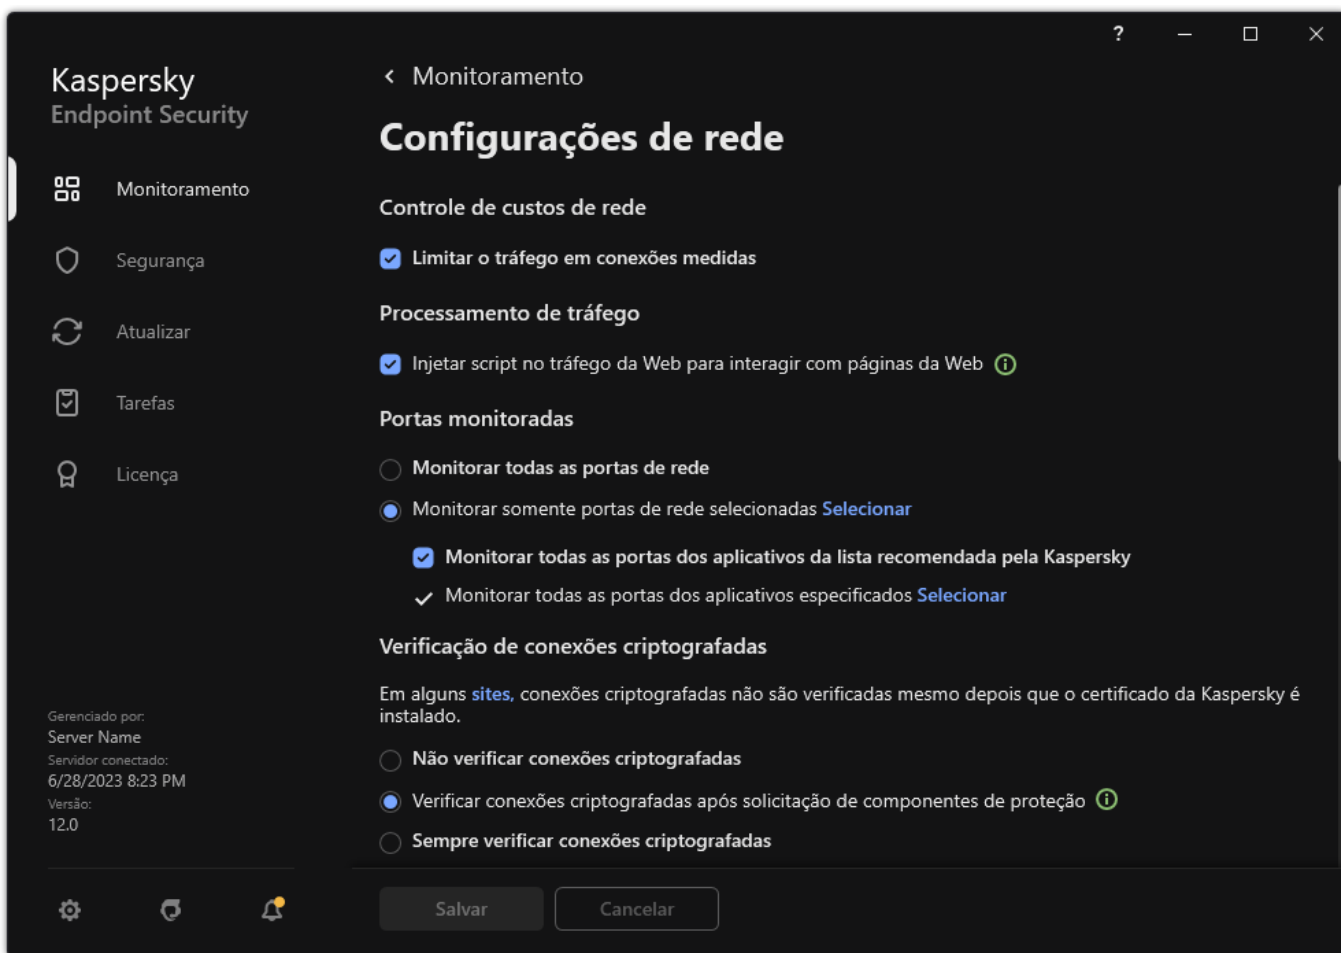 ?
Kaspersky
Endpoint Security
Monitoramento
Segurança
Atualizar
Tarefas
Licença
Gerenciado por:
Server Name
Servidor conectado:
6/28/2023 8:23 PM
Versão:
12.0
Monitoramento
Configurações de rede
Controle de custos de rede
Limitar o tráfego em conexões medidas
Processamento de tráfego
Injetar script no tráfego da Web para interagir com páginas da Web
Portas monitoradas
Monitorar todas as portas de rede
Monitorar somente portas de rede selecionadas Selecionar
Monitorar todas as portas dos aplicativos da lista recomendada pela Kaspersky
Monitorar todas as portas dos aplicativos especificados Selecionar
Verificação de conexões criptografadas
Em alguns sites, conexões criptografadas não são verificadas mesmo depois que o certificado da Kaspersky é
instalado.
Não verificar conexões criptografadas
Verificar conexões criptografadas após solicitação de componentes de proteção
Sempre verificar conexões criptografadas
Salvar
Cancelar